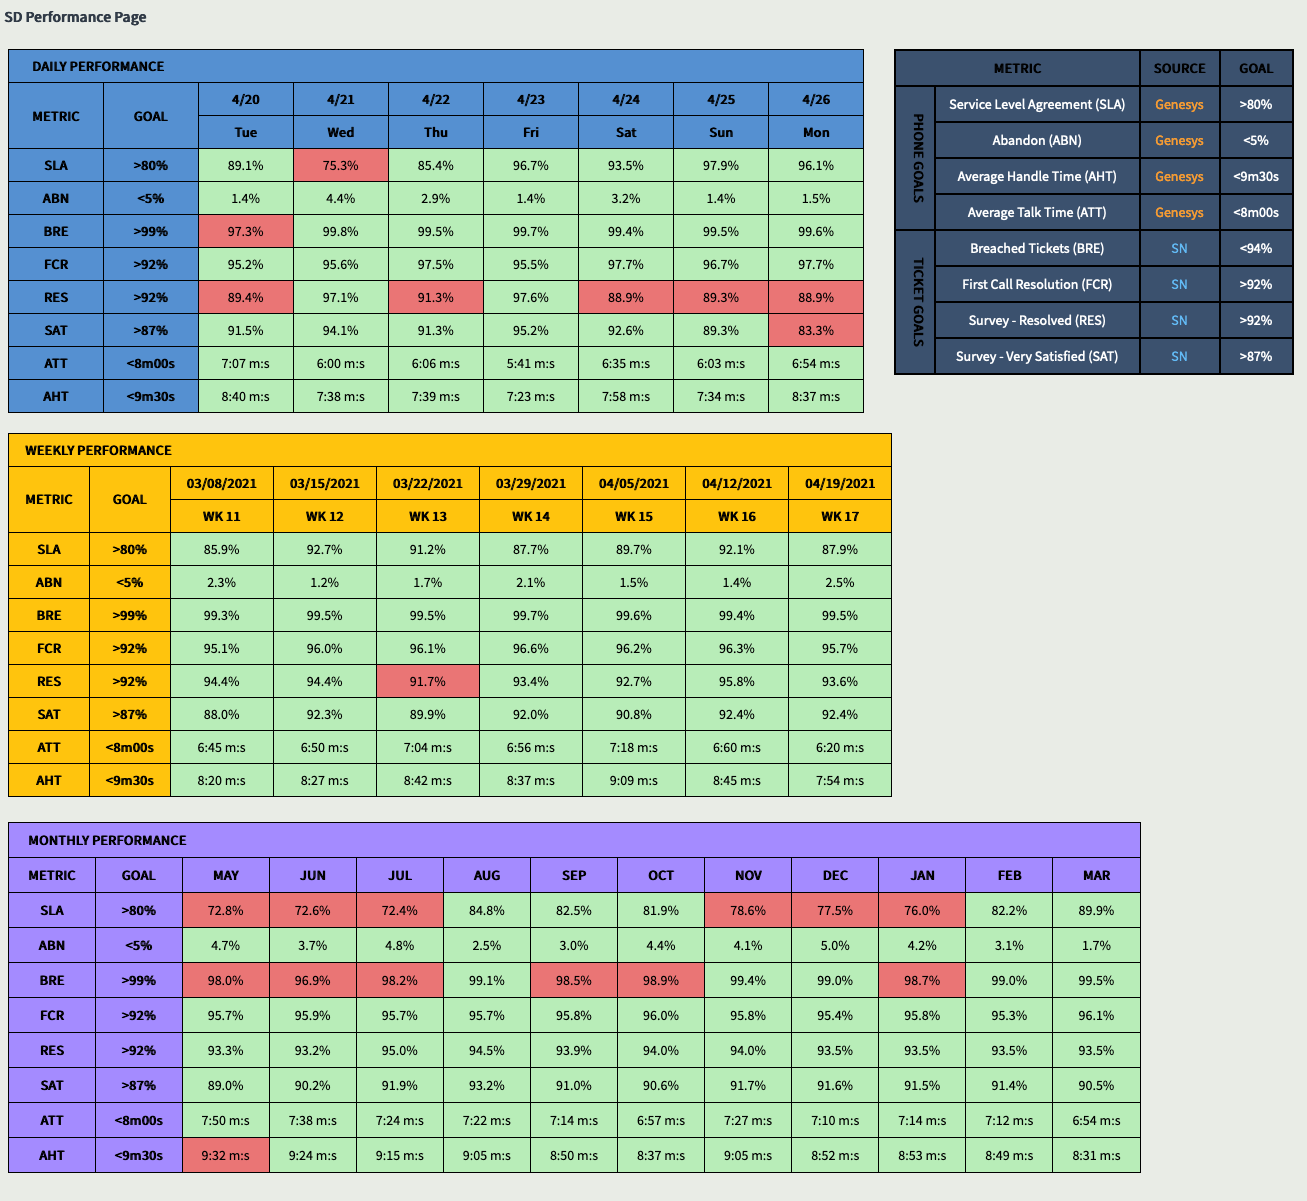 SD Performance Page
DAILY PERFORMANCE
METRIC GOAL 4/20 4/21 4/22 4/23 4/24 4/25 4/26
Tue Wed Thu Fri Sat Sun Mon
SLA >80% 89.1% 75.3% 85.4% 96.7% 93.5% 97.9% 96.1%
ABN <5% 1.4% 4.4% 2.9% 1.4% 3.2% 1.4% 1.5%
BRE >99% 97.3% 99.8% 99.5% 99.7% 99.4% 99.5% 99.6%
FCR >92% 95.2% 95.6% 97.5% 95.5% 97.7% 96.7% 97.7%
RES >92% 89.4% 97.1% 91.3% 97.6% 88.9% 89.3% 88.9%
SAT >87% 91.5% 94.1% 91.3% 95.2% 92.6% 89.3% 83.3%
ATT <8m00s 7:07 m:s 6:00 m:s 6:06 m:s 5:41 m:s 6:35 m:s 6:03 m:s 6:54 m:s
AHT <9m30s 8:40 m:s 7:38 m:s 7:39 m:s 7:23 m:s 7:58 m:s 7:34 m:s 8:37 m:s
METRIC SOURCE GOAL
PHONE GOALS
Service Level Agreement (SLA) Genesys >80%
Abandon (ABN) Genesys <5%
Average Handle Time (AHT) Genesys <9m30s
Average Talk Time (ATT) Genesys <8m00s
TICKET GOALS
Breached Tickets (BRE) SN <94%
First Call Resolution (FCR) SN >92%
Survey - Resolved (RES) SN >92%
Survey - Very Satisfied (SAT) SN >87%
WEEKLY PERFORMANCE
METRIC GOAL 03/08/2021 03/15/2021 03/22/2021 03/29/2021 04/05/2021 04/12/2021 04/19/2021
WK 11 WK 12 WK 13 WK 14 WK 15 WK 16 WK 17
SLA >80% 85.9% 92.7% 91.2% 87.7% 89.7% 92.1% 87.9%
ABN <5% 2.3% 1.2% 1.7% 2.1% 1.5% 1.4% 2.5%
BRE >99% 99.3% 99.5% 99.5% 99.7% 99.6% 99.4% 99.5%
FCR >92% 95.1% 96.0% 96.1% 96.6% 96.2% 96.3% 95.7%
RES >92% 94.4% 94.4% 91.7% 93.4% 92.7% 95.8% 93.6%
SAT >87% 88.0% 92.3% 89.9% 92.0% 90.8% 92.4% 92.4%
ATT <8m00s 6:45 m:s 6:50 m:s 7:04 m:s 6:56 m:s 7:18 m:s 6:60 m:s 6:20 m:s
AHT <9m30s 8:20 m:s 8:27 m:s 8:42 m:s 8:37 m:s 9:09 m:s 8:45 m:s 7:54 m:s
MONTHLY PERFORMANCE
METRIC GOAL MAY JUN JUL AUG SEP OCT NOV DEC JAN FEB MAR
SLA >80% 72.8% 72.6% 72.4% 84.8% 82.5% 81.9% 78.6% 77.5% 76.0% 82.2% 89.9%
ABN <5% 4.7% 3.7% 4.8% 2.5% 3.0% 4.4% 4.1% 5.0% 4.2% 3.1% 1.7%
BRE >99% 98.0% 96.9% 98.2% 99.1% 98.5% 98.9% 99.4% 99.0% 98.7% 99.0% 99.5%
FCR >92% 95.7% 95.9% 95.7% 95.7% 95.8% 96.0% 95.8% 95.4% 95.8% 95.3% 96.1%
RES >92% 93.3% 93.2% 95.0% 94.5% 93.9% 94.0% 94.0% 93.5% 93.5% 93.5% 93.5%
SAT >87% 89.0% 90.2% 91.9% 93.2% 91.0% 90.6% 91.7% 91.6% 91.5% 91.4% 90.5%
ATT <8m00s 7:50 m:s 7:38 m:s 7:24 m:s 7:22 m:s 7:14 m:s 6:57 m:s 7:27 m:s 7:10 m:s 7:14 m:s 7:12 m:s 6:54 m:s
AHT <9m30s 9:32 m:s 9:24 m:s 9:15 m:s 9:05 m:s 8:50 m:s 8:37 m:s 9:05 m:s 8:52 m:s 8:53 m:s 8:49 m:s 8:31 m:s